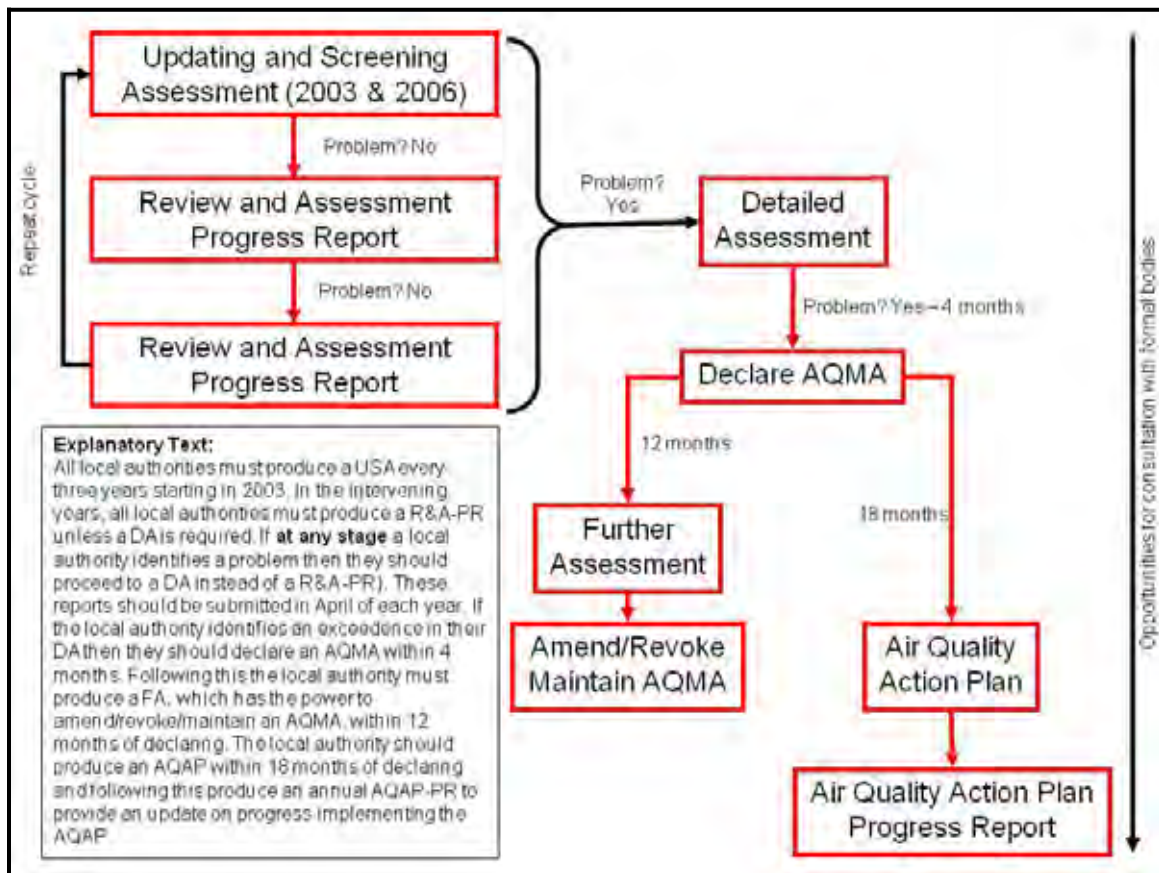 Updating and Screening
Assessment (2003 & 2006)
Problem? No
Review and Assessment
Progress Report
Problem? No
Review and Assessment
Progress Report
Repeat cycle
Problem?
Yes
Detailed
Assessment
Problem? Yes – 4 months
Declare AQMA
12 months
18 months
Further
Assessment
Amend/Revoke
Maintain AQMA
Air Quality
Action Plan
Air Quality Action Plan
Progress Report
Opportunities for consultation with formal bodies
Explanatory Text:
All local authorities must produce a USA every
three years starting in 2003. In the intervening
years, all local authorities must produce a R&A-PR
unless a DA is required. If at any stage a local
authority identifies a problem then they should
proceed to a DA instead of a R&A-PR). These
reports should be submitted in April of each year. If
the local authority identifies an exceedence in their
DA then they should declare an AQMA within 4
months. Following this the local authority must
produce a FA, which has the power to
amend/revoke/maintain an AQMA, within 12
months of declaring. The local authority should
produce an AQAP within 18 months of declaring
and following this produce an annual AQAP-PR to
provide an update on progress implementing the
AQAP